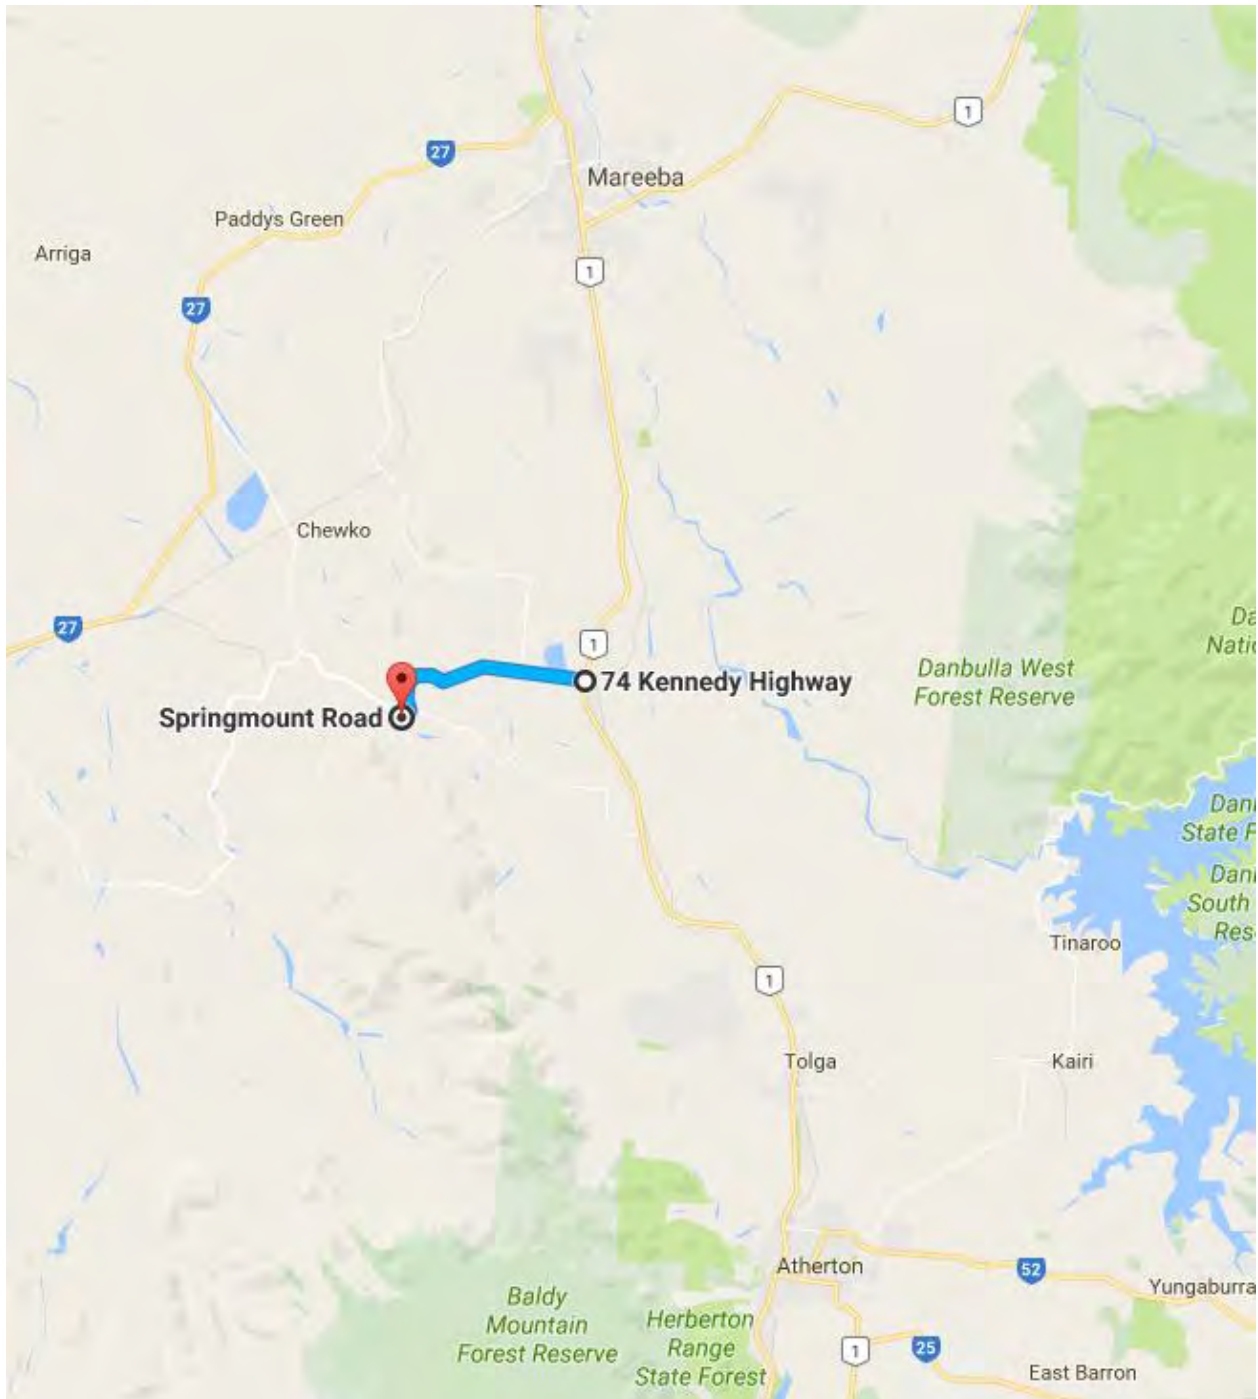 1
27
Mareeba
Paddys Green
Arriga
1
27
Chewko
27
1
Danbulla West
Forest Reserve
74 Kennedy Highway
Springmount Road
State
South
Tinaroo
1
Tolga
Kairi
Atherton
52
Yungaburra
Baldy
Mountain
Forest Reserve
Herberton
Range
State Forest
1
25
East Barron